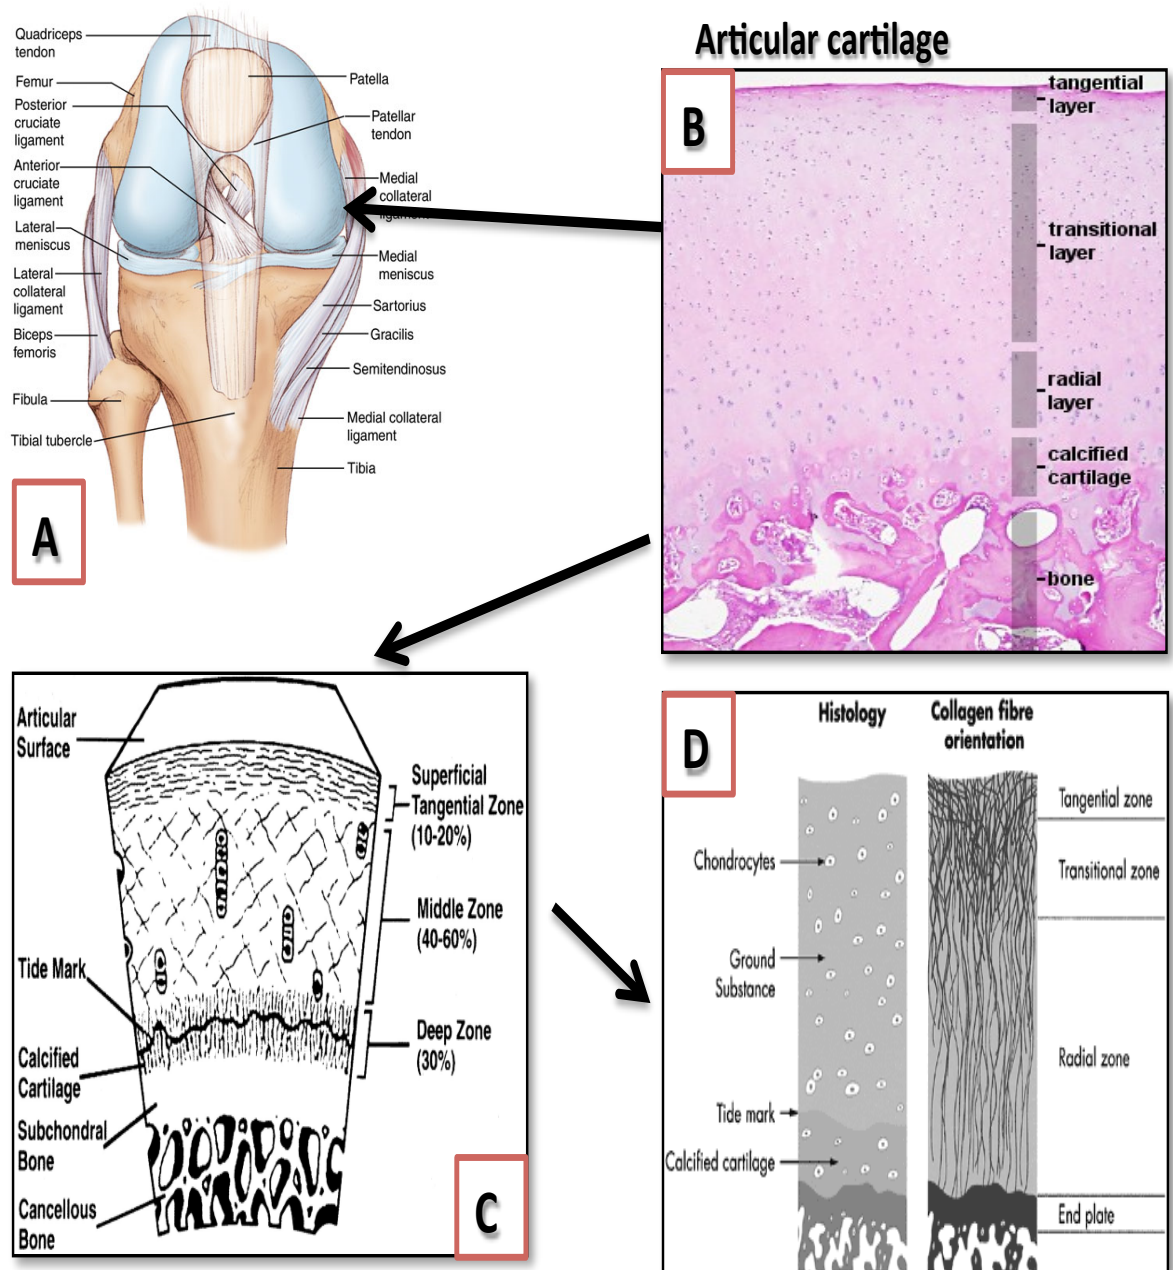 Quadriceps
tendon
Femur
Posterior
cruciate
ligament
Anterior
cruciate
ligament
Lateral
meniscus
Lateral
collateral
ligament
Biceps
femoris
Fibula
Tibial tubercle
Patella
Patellar
tendon
Medial
collateral
ligament
Medial
meniscus
Sartorius
Gracilis
Semitendinosus
Medial collateral
ligament
Tibia
A
Articular cartilage
B
tangential
layer
transitional
layer
radial
layer
calcified
cartilage
bone
Articular
Surface
Tide Mark
Calcified
Cartilage
Subchondral
Bone
Cancellous
Bone
Superficial
Tangential Zone
(10-20%)
Middle Zone
(40-60%)
Deep Zone
(30%)
C
D
Histology
Collagen fibre
orientation
Chondrocytes
Ground
Substance
Tide mark
Calcified cartilage
Tangential zone
Transitional zone
Radial zone
End plate